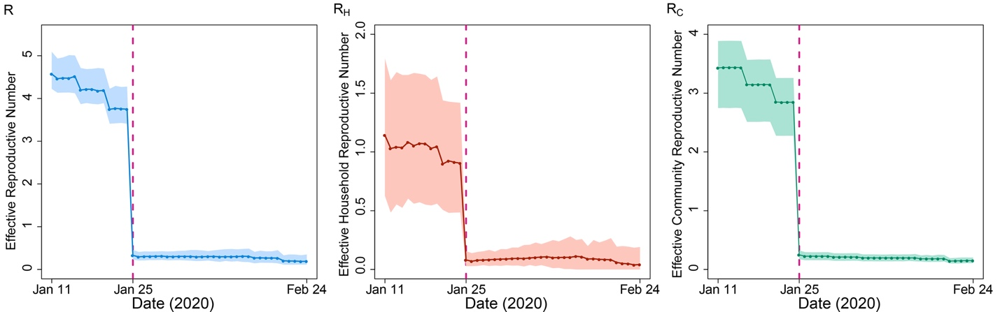 R
Effective Reproductive Number
5
4
3
2
1
0
Jan 11
Jan 25
Feb 24
Date (2020)
RH
Effective Household Reproductive Number
2.0
1.5
1.0
0.5
0.0
Jan 11
Jan 25
Feb 24
Date (2020)
RC
Effective Community Reproductive Number
4
3
2
1
0
Jan 11
Jan 25
Feb 24
Date (2020)